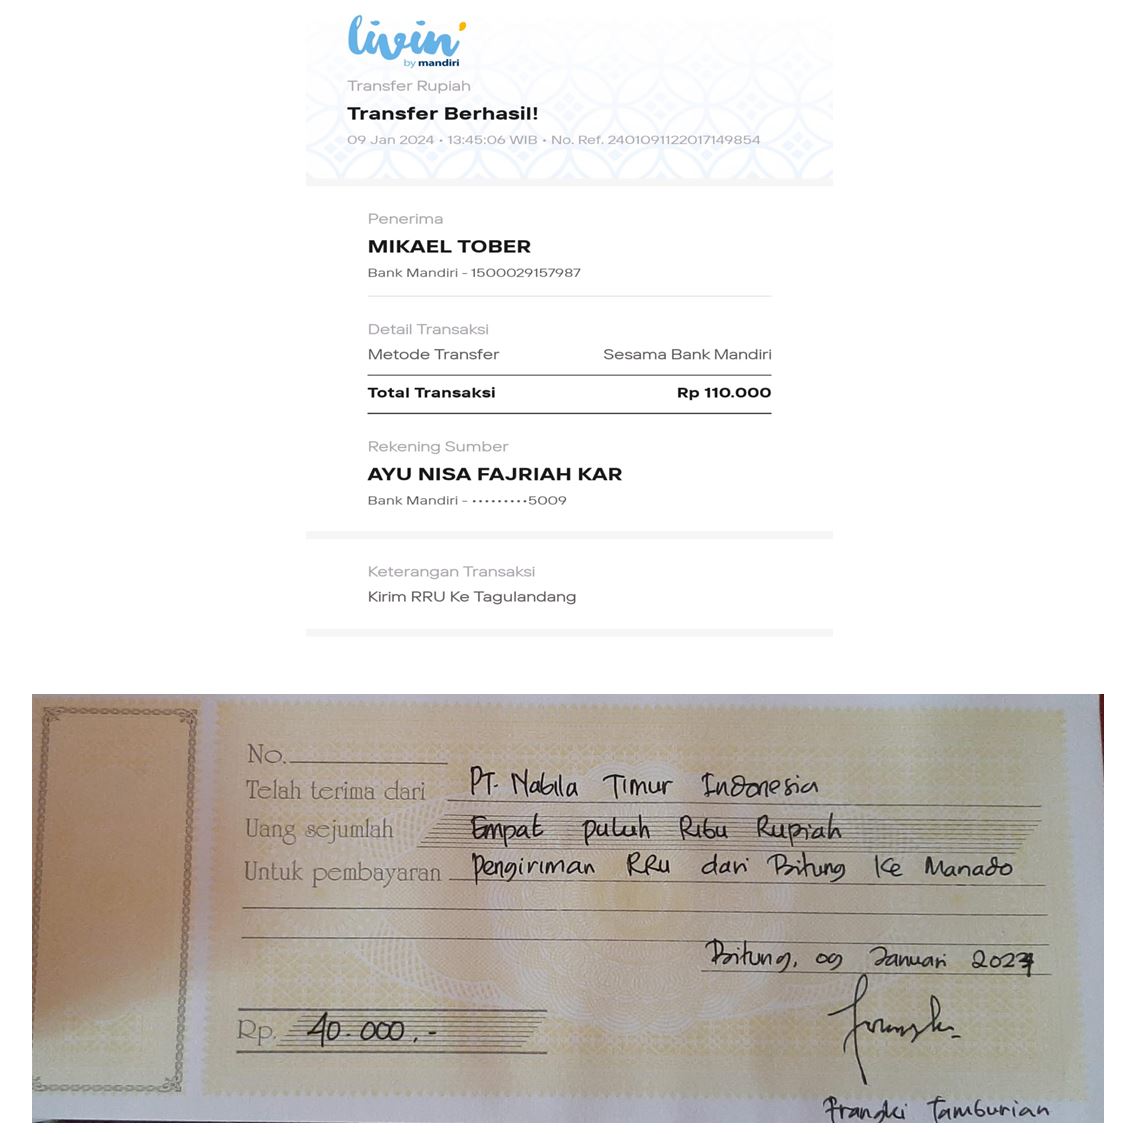 livin'
by mandiri
Transfer Rupiah
Transfer Berhasil!
09 Jan 2024 • 13:45:06 WIB • No. Ref. 2401091122017149854
Penerima
MIKAEL TOBER
Bank Mandiri - 1500029157987
Detail Transaksi
Metode Transfer Sesama Bank Mandiri
Total Transaksi Rp 110.000
Rekening Sumber
AYU NISA FAJRIAH KAR
Bank Mandiri - •••••••••5009
Keterangan Transaksi
Kirim RRU Ke Tagulandang
No.
Telah terima dari PT. Nabila Timur Indonesia
Uang sejumlah Empat puluh Ribu Rupiah
Untuk pembayaran Pengiriman RRU dari Bitung Ke Manado
Bitung, 09 Januari 2024
Rp. 40.000,-
Frangki Tamburian